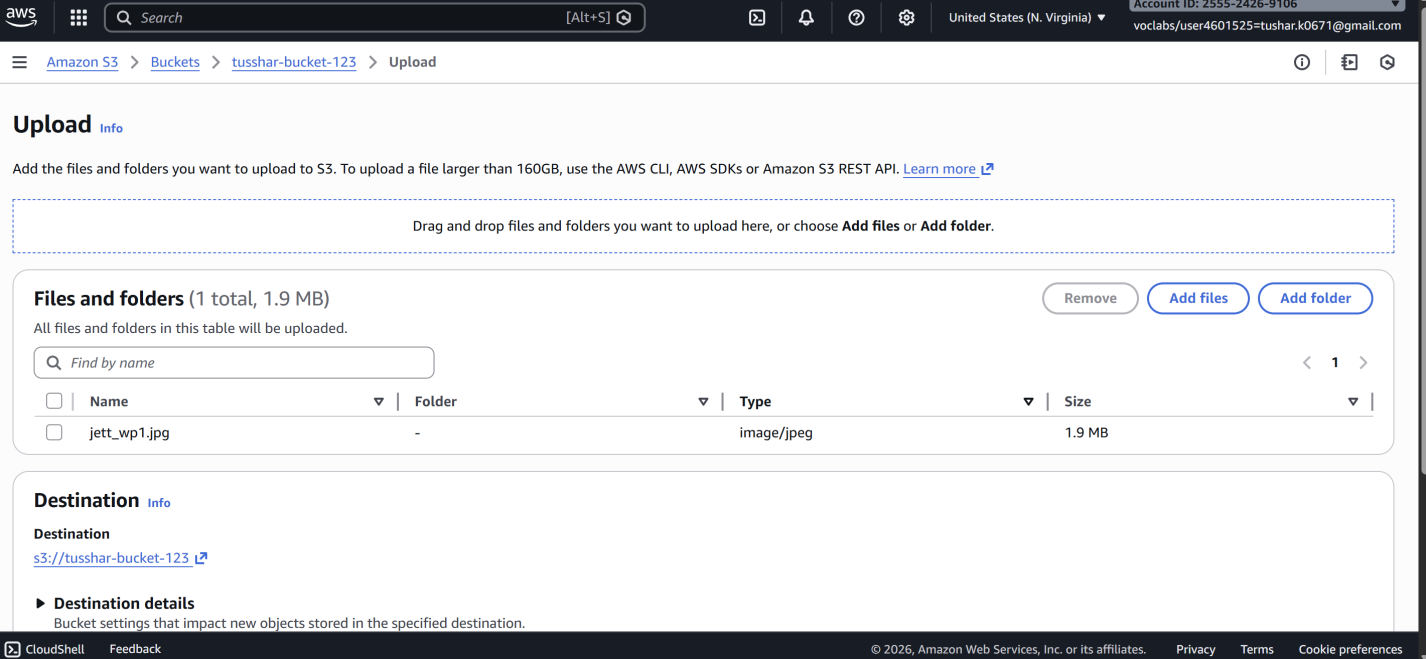 aws
Search [Alt+S]
United States (N. Virginia)
Account ID: 2555-2426-9106
voclabs/user4601525=tushar.k0671@gmail.com
Amazon S3 Buckets tusshar-bucket-123 Upload
Upload Info
Add the files and folders you want to upload to S3. To upload a file larger than 160GB, use the AWS CLI, AWS SDKs or Amazon S3 REST API. Learn more
Drag and drop files and folders you want to upload here, or choose Add files or Add folder.
Files and folders (1 total, 1.9 MB)
Remove Add files Add folder
All files and folders in this table will be uploaded.
Find by name
1
Name Folder Type Size
jett_wp1.jpg - image/jpeg 1.9 MB
Destination Info
Destination
s3://tusshar-bucket-123
Destination details
Bucket settings that impact new objects stored in the specified destination.
CloudShell Feedback © 2026, Amazon Web Services, Inc. or its affiliates. Privacy Terms Cookie preferences